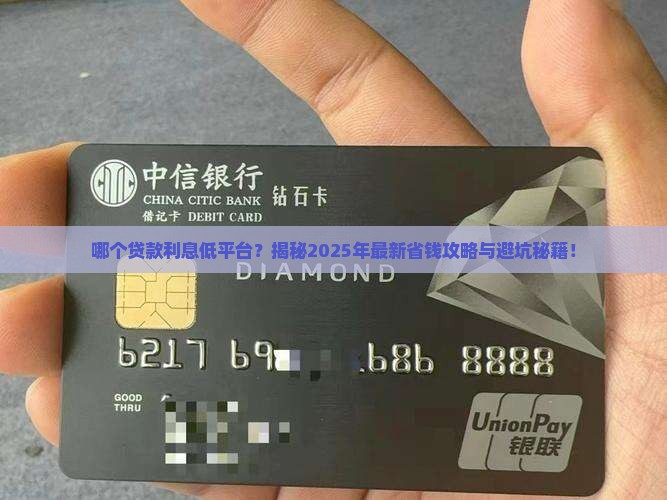 中信银行
CHINA CITIC BANK
借记卡 DEBIT CARD
钻石卡
哪个贷款利息低平台？揭秘2025年最新省钱攻略与避坑秘籍！
DIAMOND
6217 69 686 8888
GOOD
THRU
UnionPay
银联